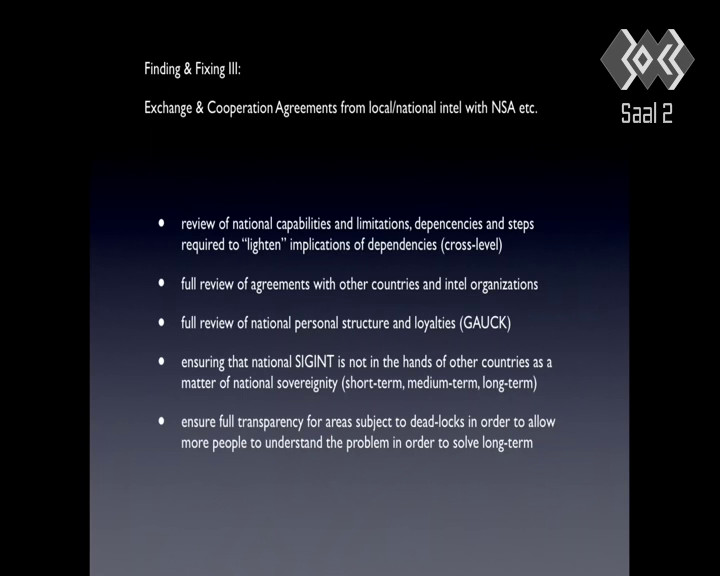 Finding & Fixing III:
Exchange & Cooperation Agreements from local/national intel with NSA etc.
Saal 2
• review of national capabilities and limitations, depencencies and steps
required to “lighten” implications of dependencies (cross-level)
• full review of agreements with other countries and intel organizations
• full review of national personal structure and loyalties (GAUCK)
• ensuring that national SIGINT is not in the hands of other countries as a
matter of national sovereignity (short-term, medium-term, long-term)
• ensure full transparency for areas subject to dead-locks in order to allow
more people to understand the problem in order to solve long-term